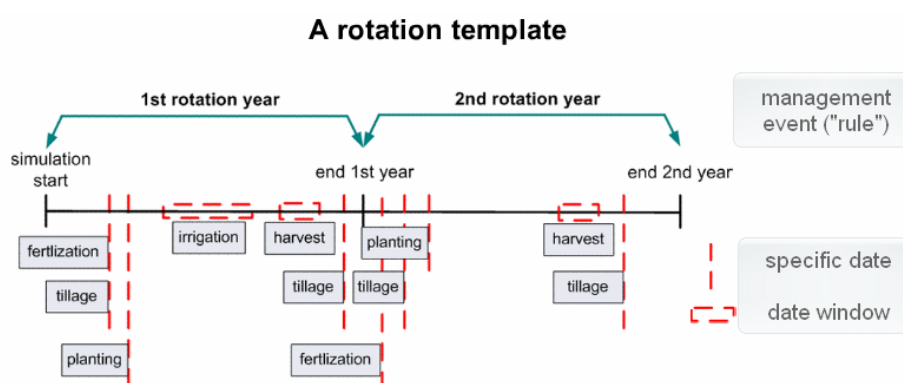 A rotation template
1st rotation year
2nd rotation year
management
event ("rule")
simulation
start
end 1st year
end 2nd year
fertlization
irrigation
harvest
planting
harvest
tillage
tillage
tillage
tillage
planting
fertlization
specific date
date window